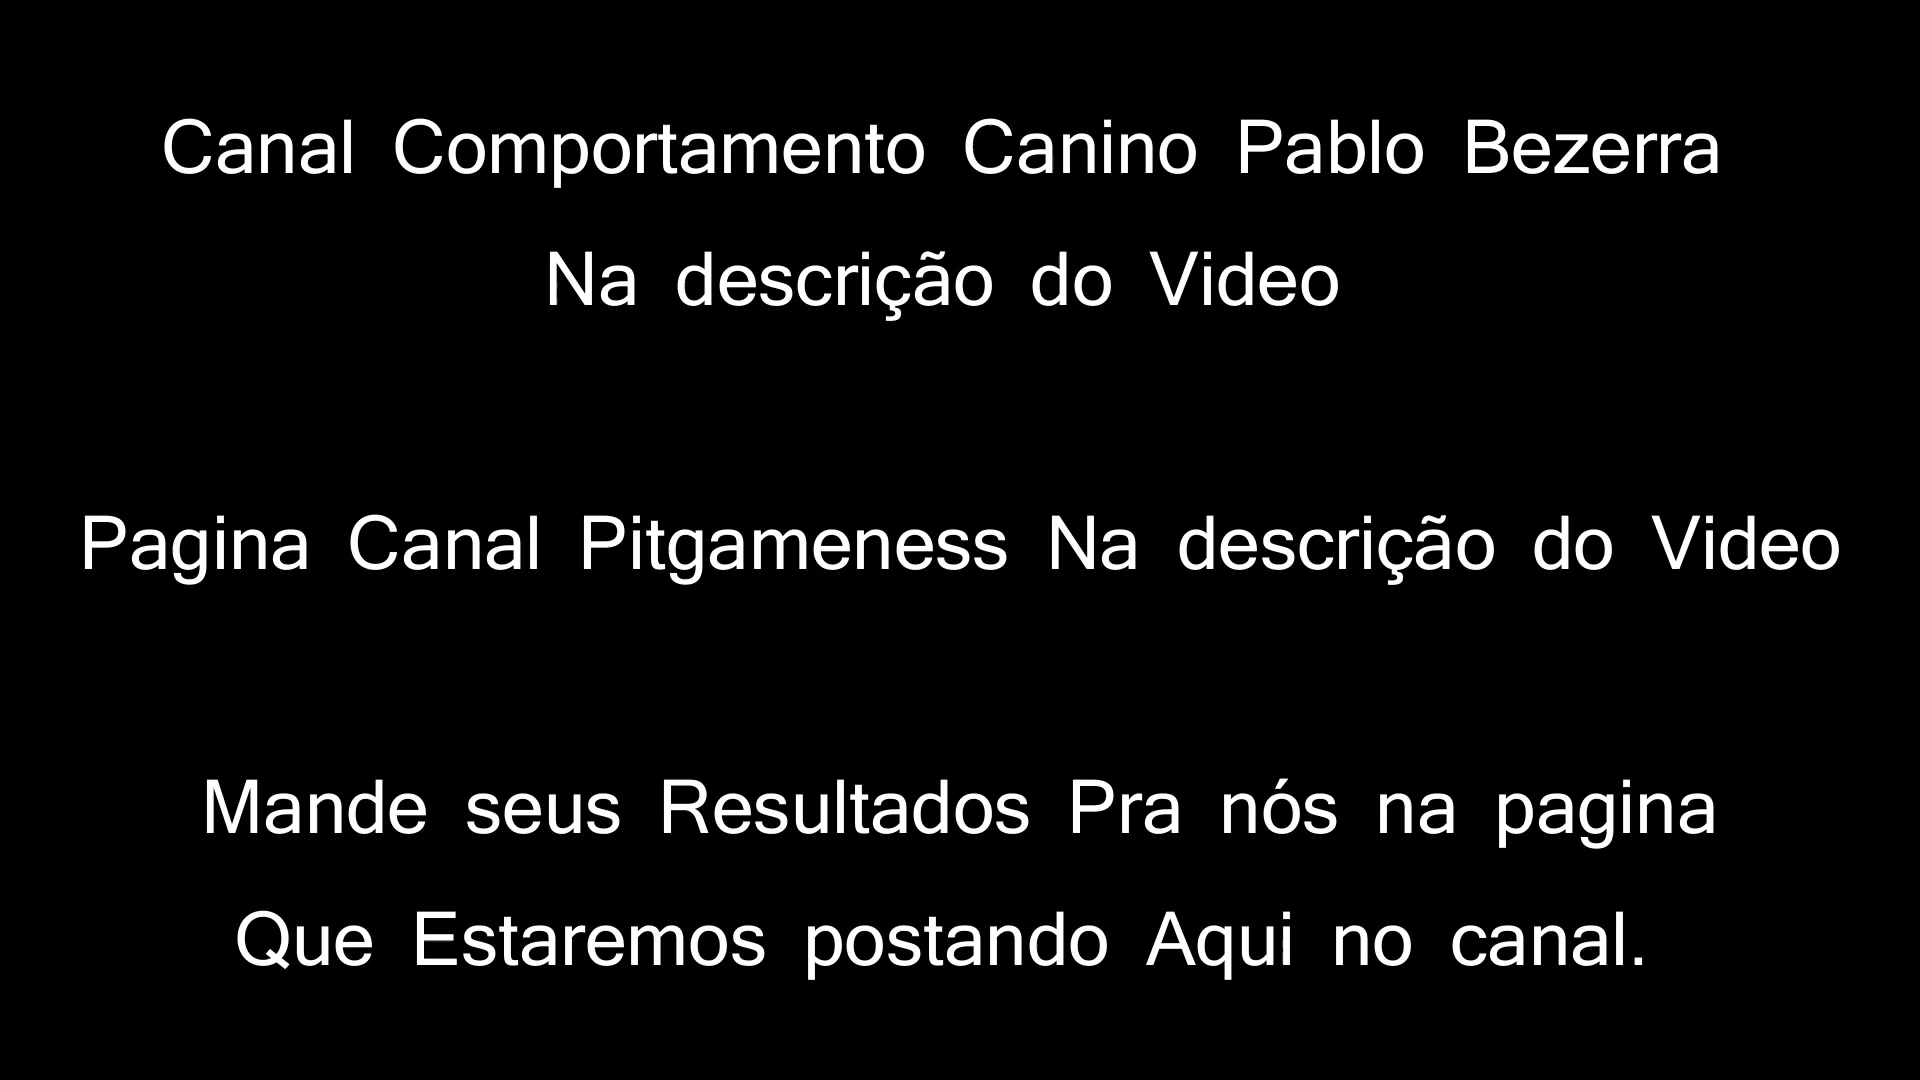 Canal Comportamento Canino Pablo Bezerra
Na descrição do Video
Pagina Canal Pitgameness Na descrição do Video
Mande seus Resultados Pra nós na pagina
Que Estaremos postando Aqui no canal.